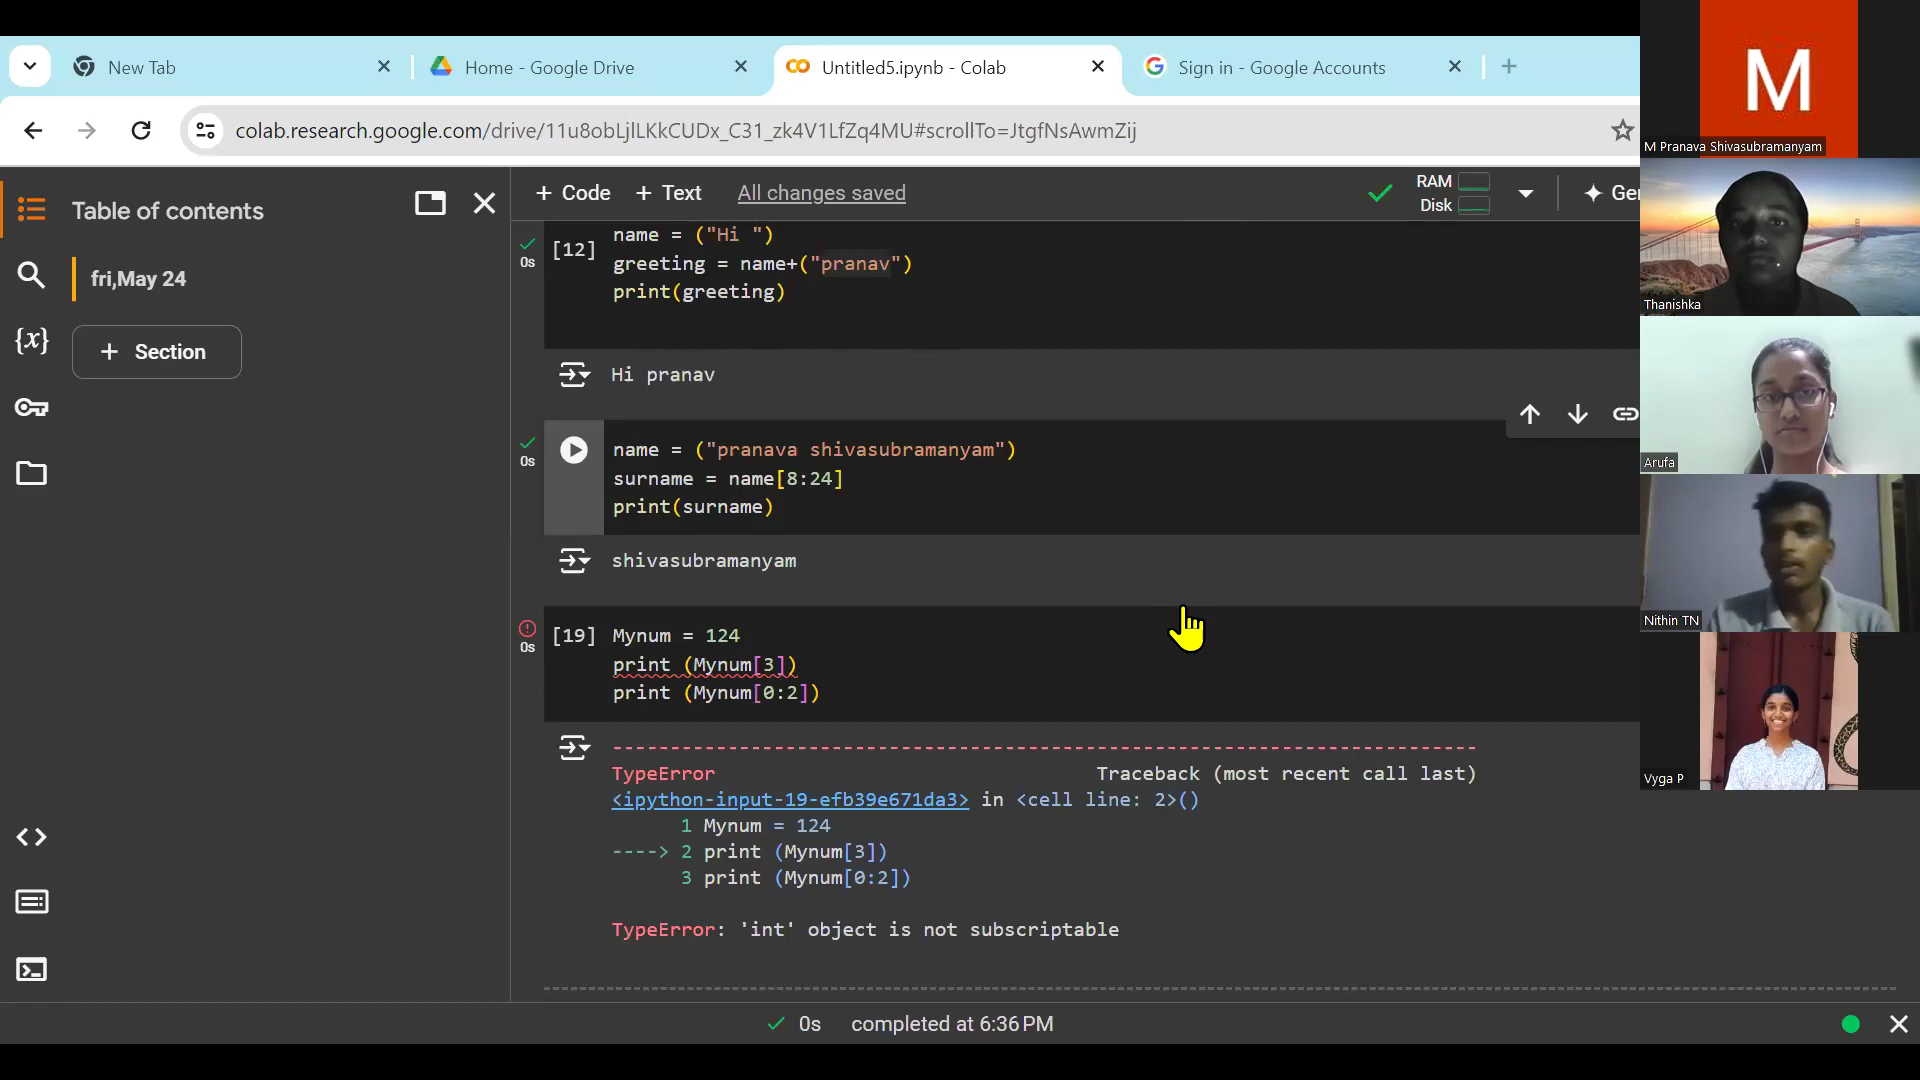 New Tab
Home - Google Drive
Untitled5.ipynb - Colab
Sign in - Google Accounts
colab.research.google.com/drive/11u8obLjlLKkCUDx_C31_zk4V1LfZq4MU#scrollTo=JtgfNsAwmZij
Table of contents
fri,May 24
+ Section
+ Code + Text All changes saved
RAM
Disk
Ge
[12]
0s
name = ("Hi ")
greeting = name+("pranav")
print(greeting)
Hi pranav
0s
name = ("pranava shivasubramanyam")
surname = name[8:24]
print(surname)
shivasubramanyam
[19]
0s
Mynum = 124
print (Mynum[3])
print (Mynum[0:2])
---------------------------------------------------------------------------
TypeError Traceback (most recent call last)
<ipython-input-19-efb39e671da3> in <cell line: 2>()
1 Mynum = 124
----> 2 print (Mynum[3])
3 print (Mynum[0:2])
TypeError: 'int' object is not subscriptable
0s completed at 6:36 PM
M
M Pranava Shivasubramanyam
Thanishka
Arufa
Nithin TN
Vyga P